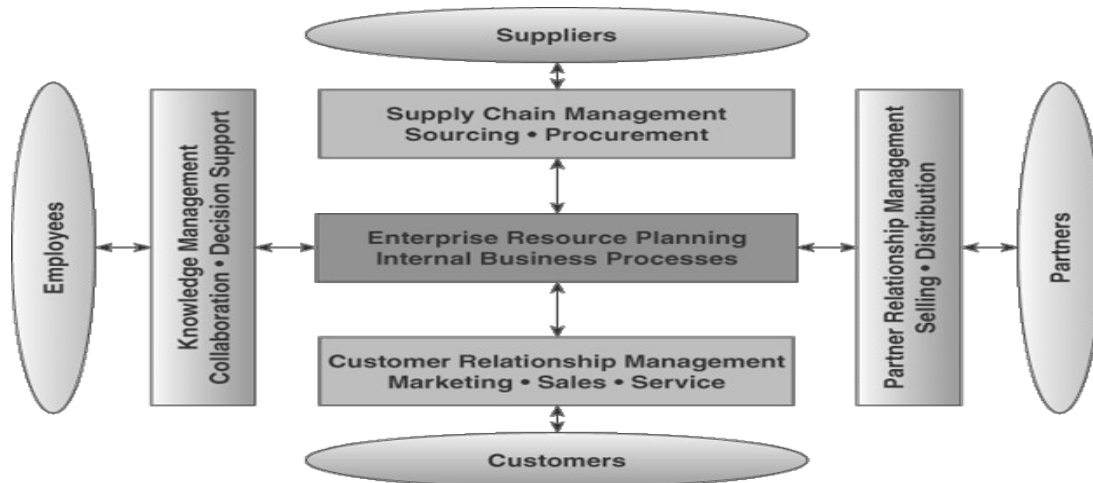 Suppliers
Supply Chain Management
Sourcing • Procurement
Employees
Knowledge Management
Collaboration • Decision Support
Enterprise Resource Planning
Internal Business Processes
Partner Relationship Management
Selling • Distribution
Partners
Customer Relationship Management
Marketing • Sales • Service
Customers